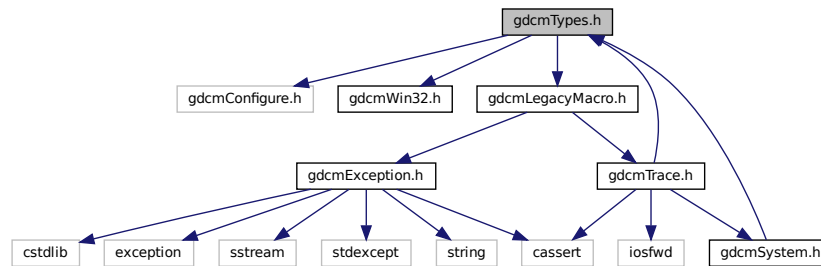 gdcmTypes.h
gdcmConfigure.h
gdcmWin32.h
gdcmLegacyMacro.h
gdcmException.h
gdcmTrace.h
cstdlib
exception
sstream
stdexcept
string
cassert
iosfwd
gdcmSystem.h